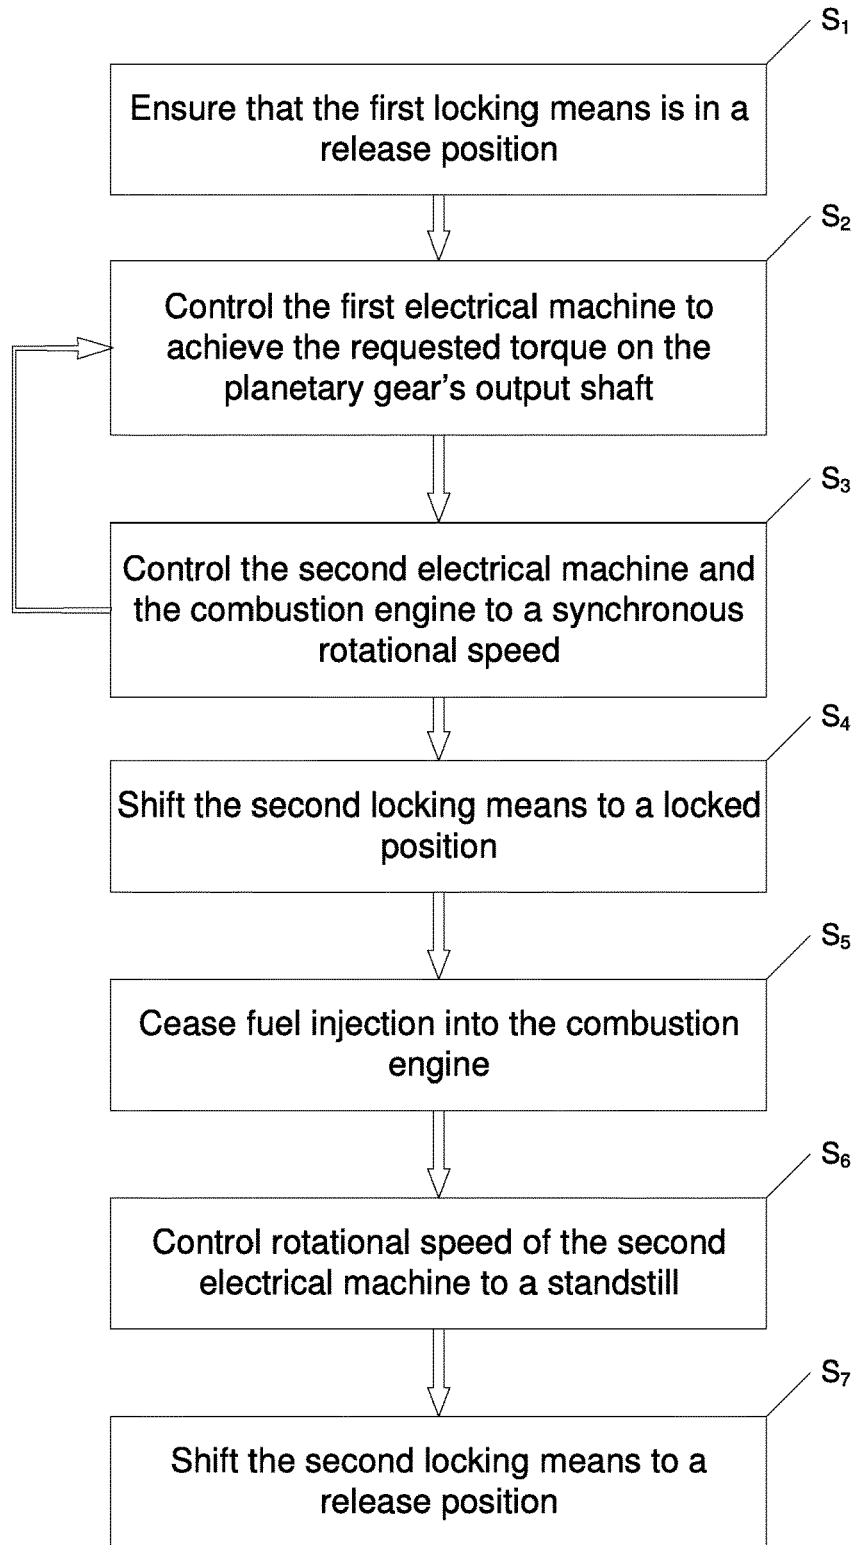 S1
Ensure that the first locking means is in a
release position
S2
Control the first electrical machine to
achieve the requested torque on the
planetary gear's output shaft
S3
Control the second electrical machine and
the combustion engine to a synchronous
rotational speed
S4
Shift the second locking means to a locked
position
S5
Cease fuel injection into the combustion
engine
S6
Control rotational speed of the second
electrical machine to a standstill
S7
Shift the second locking means to a
release position